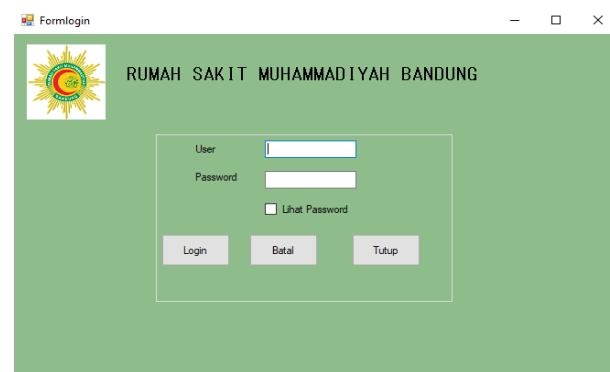 Formlogin
RUMAH SAKIT MUHAMMADIYAH BANDUNG
User
Password
Lihat Password
Login Batal Tutup